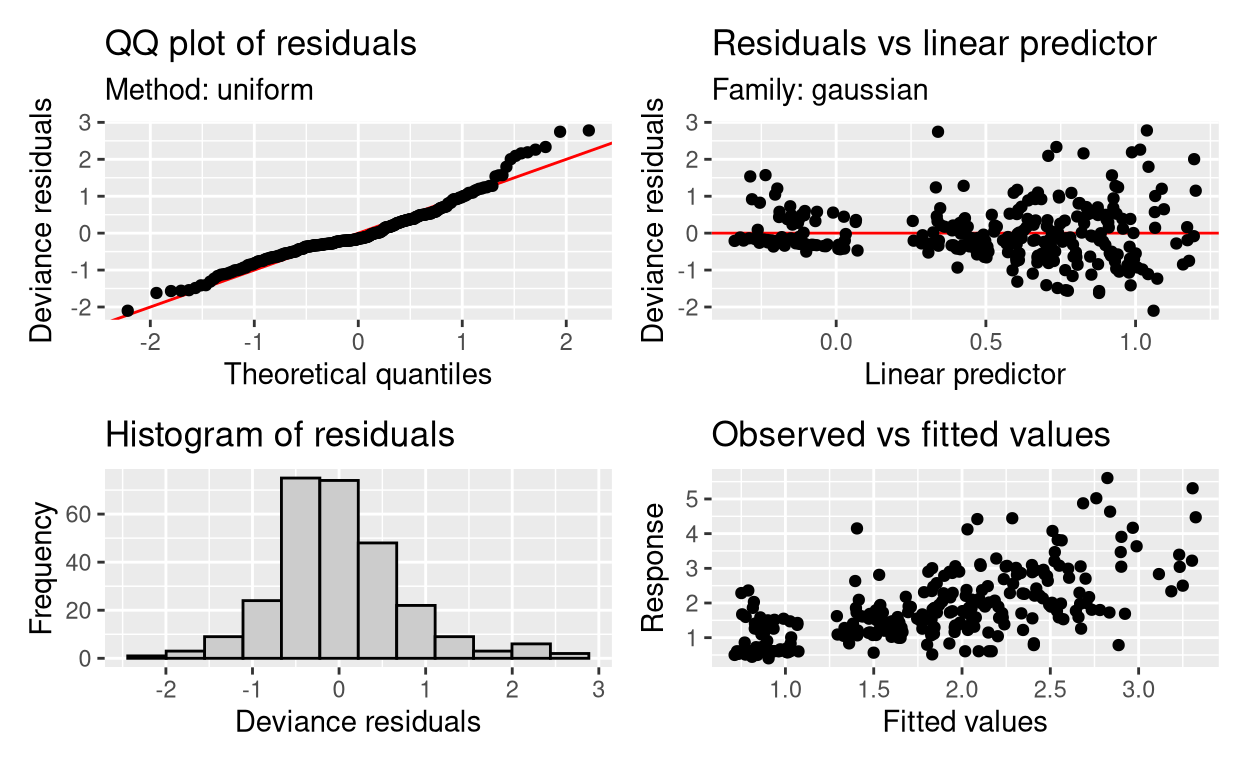 QQ plot of residuals
Method: uniform
Deviance residuals
3
2
1
0
-1
-2
-2
-1
0
1
2
Theoretical quantiles
Residuals vs linear predictor
Family: gaussian
Deviance residuals
3
2
1
0
-1
-2
0.0
0.5
1.0
Linear predictor
Histogram of residuals
Frequency
60
40
20
0
-2
-1
0
1
2
3
Deviance residuals
Observed vs fitted values
Response
5
4
3
2
1
1.0
1.5
2.0
2.5
3.0
Fitted values